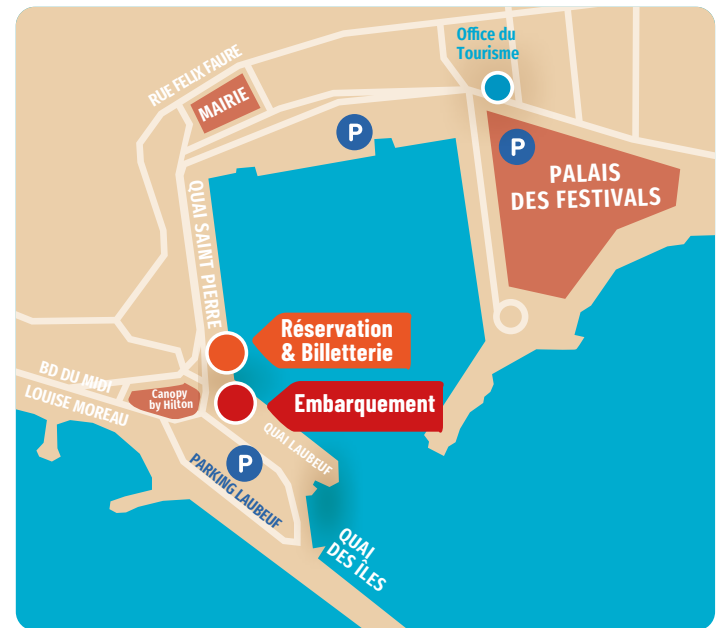 Office du
Tourisme
RUE FELIX FAURE
MAIRIE
P
P
PALAIS
DES FESTIVALS
QUAI SAINT PIERRE
Réservation
& Billetterie
BD DU MIDI
LOUISE MOREAU
Canopy
by Hilton
Embarquement
QUAI LAUBEUF
P
PARKING LAUBEUF
QUAI
DES ÎLES